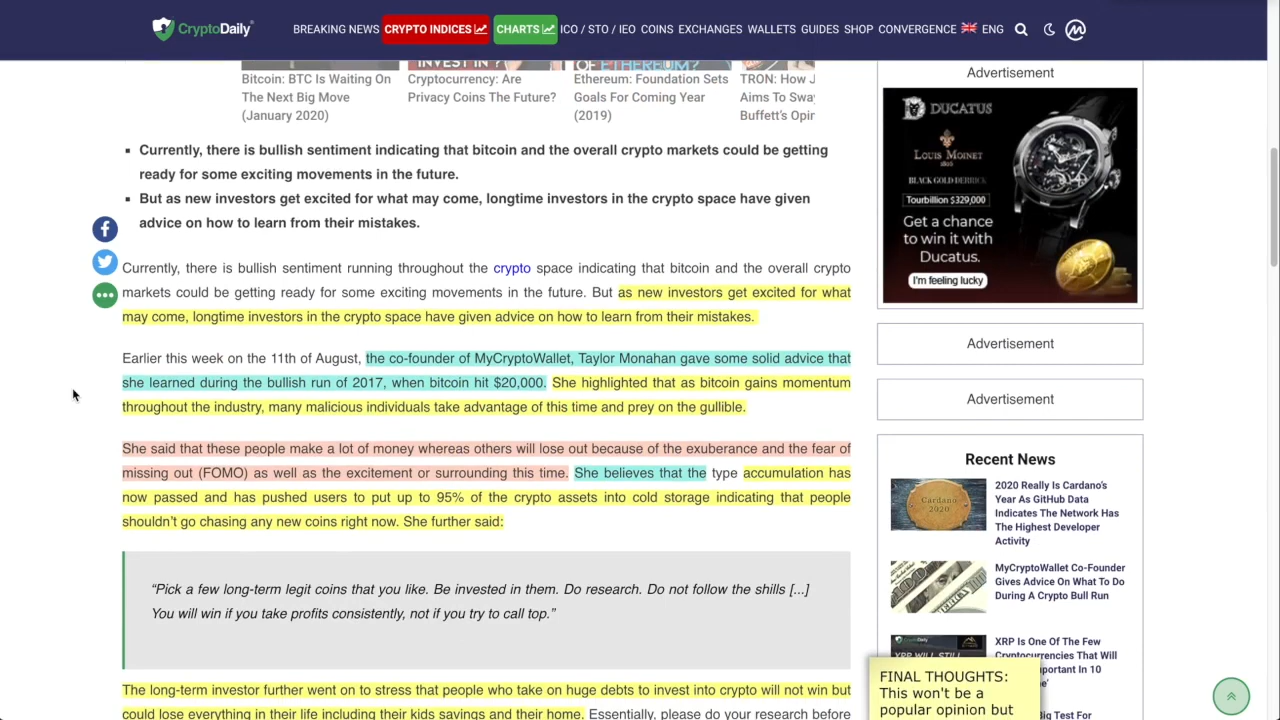 CryptoDaily
BREAKING NEWS CRYPTO INDICES CHARTS ICO / STO / IEO COINS EXCHANGES WALLETS GUIDES SHOP CONVERGENCE ENG
INVEST IN ?
OF ETHEREUM?
Bitcoin: BTC Is Waiting On
The Next Big Move
(January 2020)
Cryptocurrency: Are
Privacy Coins The Future?
Ethereum: Foundation Sets
Goals For Coming Year
(2019)
TRON: How J
Aims To Sway
Buffett's Opin
Currently, there is bullish sentiment indicating that bitcoin and the overall crypto markets could be getting
ready for some exciting movements in the future.
But as new investors get excited for what may come, longtime investors in the crypto space have given
advice on how to learn from their mistakes.
Currently, there is bullish sentiment running throughout the crypto space indicating that bitcoin and the overall crypto
markets could be getting ready for some exciting movements in the future. But as new investors get excited for what
may come, longtime investors in the crypto space have given advice on how to learn from their mistakes.
Earlier this week on the 11th of August, the co-founder of MyCryptoWallet, Taylor Monahan gave some solid advice that
she learned during the bullish run of 2017, when bitcoin hit $20,000. She highlighted that as bitcoin gains momentum
throughout the industry, many malicious individuals take advantage of this time and prey on the gullible.
She said that these people make a lot of money whereas others will lose out because of the exuberance and the fear of
missing out (FOMO) as well as the excitement or surrounding this time. She believes that the type accumulation has
now passed and has pushed users to put up to 95% of the crypto assets into cold storage indicating that people
shouldn't go chasing any new coins right now. She further said:
“Pick a few long-term legit coins that you like. Be invested in them. Do research. Do not follow the shills [...]
You will win if you take profits consistently, not if you try to call top.”
The long-term investor further went on to stress that people who take on huge debts to invest into crypto will not win but
could lose everything in their life including their kids savings and their home. Essentially, please do your research before
Advertisement
DUCATUS
LOUIS MOINET
BLACK GOLD DERRICK
Tourbillon $329,000
Get a chance
to win it with
Ducatus.
I'm feeling lucky
Advertisement
Advertisement
Recent News
Cardano
2020
2020 Really Is Cardano's
Year As GitHub Data
Indicates The Network Has
The Highest Developer
Activity
MyCryptoWallet Co-Founder
Gives Advice On What To Do
During A Crypto Bull Run
XRP WILL STILL
XRP Is One Of The Few
Cryptocurrencies That Will
portant In 10
Big Test For
FINAL THOUGHTS:
This won't be a
popular opinion but